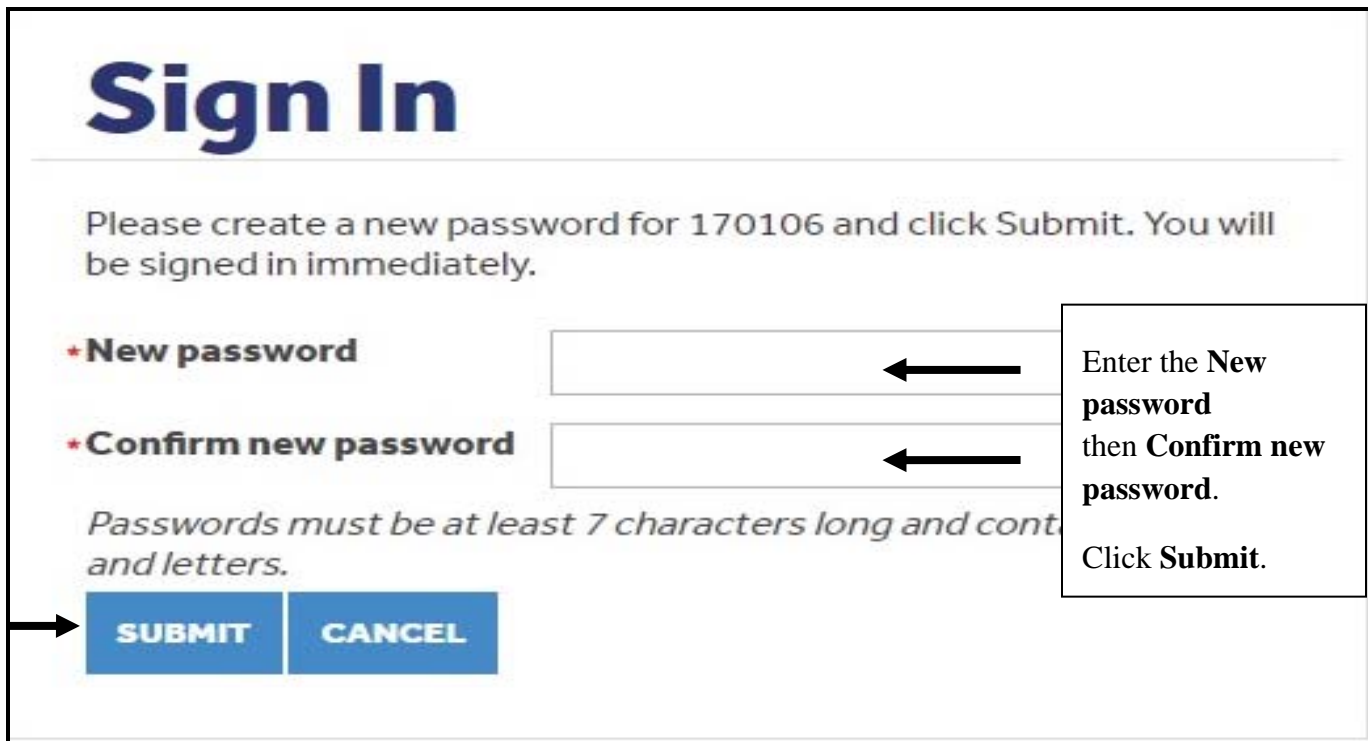 Sign In
Please create a new password for 170106 and click Submit. You will
be signed in immediately.
*New password
*Confirm new password
Passwords must be at least 7 characters long and
and letters.
SUBMIT
CANCEL
Enter the New
password
then Confirm new
password.
Click Submit.